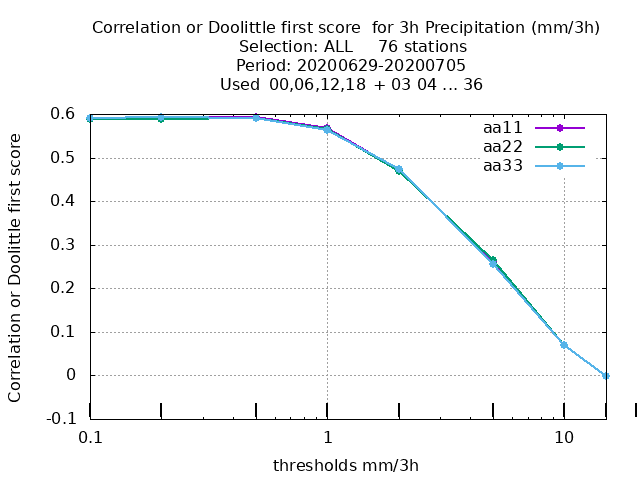 Correlation or Doolittle first score  for 3h Precipitation (mm/3h)
Selection: ALL     76 stations
Period: 20200629-20200705
Used  00,06,12,18  + 03 04 ... 36
Correlation or Doolittle first score
0.6
0.5
0.4
0.3
0.2
0.1
0
-0.1
aa11
aa22
aa33
0.1
1
10
thresholds mm/3h